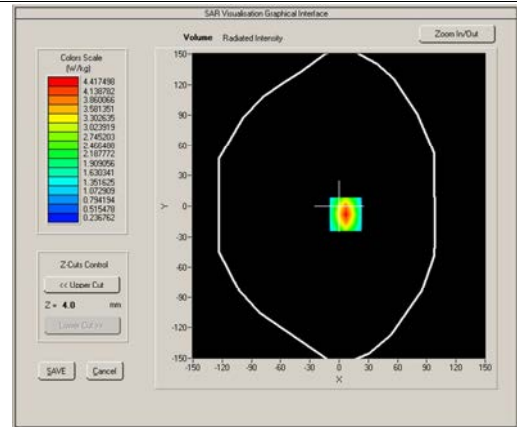 SAR Visualisation Graphical Interface
Volume Radiated Intensity
Zoom In/Out
Colors Scale
(W/kg)
4.417498
4.138782
3.860066
3.581351
3.302635
3.023919
2.745203
2.466488
2.187772
1.909056
1.630341
1.351625
1.072909
0.794194
0.515478
0.236762
Z-Cuts Control
<< Upper Cut
Z = 4.0 mm
Lower Cut >>
SAVE
Cancel
150
120
90
60
30
0
-30
-60
-90
-120
-150
Y
-150 -120 -90 -60 -30 0 30 60 90 120 150
X